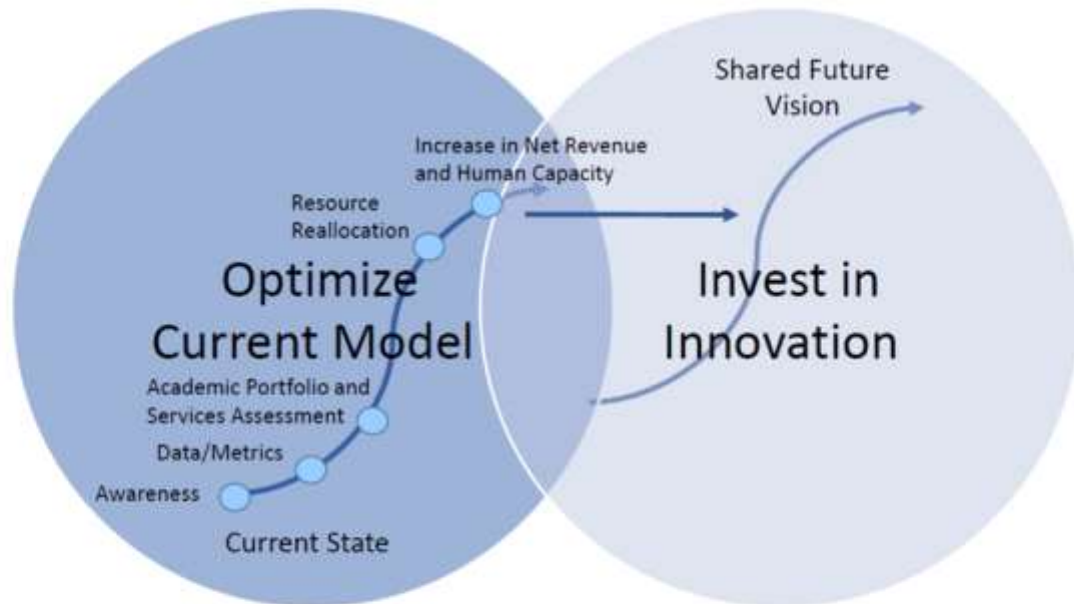 Shared Future
Vision
Increase in Net Revenue
and Human Capacity
Resource
Reallocation
Optimize
Current Model
Invest in
Innovation
Academic Portfolio and
Services Assessment
Data/Metrics
Awareness
Current State